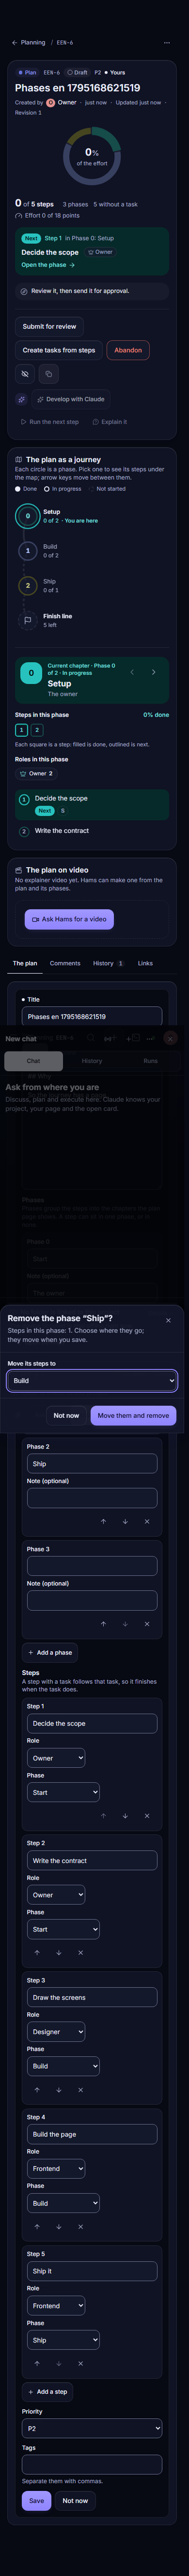 Planning / EEN-6
Plan EEN-6 Draft P2 Yours
Phases en 1795168621519
Created by O Owner · just now · Updated just now ·
Revision 1
0%
of the effort
0 of 5 steps 3 phases 5 without a task
Effort 0 of 18 points
Next Step 1 in Phase 0: Setup
Decide the scope Owner
Open the phase →
Review it, then send it for approval.
Submit for review
Create tasks from steps Abandon
Develop with Claude
Run the next step Explain it
The plan as a journey
Each circle is a phase. Pick one to see its steps under
the map; arrow keys move between them.
Done In progress Not started
0 Setup
0 of 2 · You are here
1 Build
0 of 2
2 Ship
0 of 1
Finish line
5 left
0 Current chapter · Phase 0
of 2 · In progress
Setup
The owner
Steps in this phase 0% done
1 2
Each square is a step: filled is done, outlined is next.
Roles in this phase
Owner 2
1 Decide the scope
Next S
2 Write the contract
The plan on video
No explainer video yet. Hams can make one from the
plan and its phases.
Ask Hams for a video
The plan Comments History 1 Links
Title
Phases en 1795168621519
New chat
Chat History Runs
Ask from where you are
Discuss, plan and execute here. Claude knows your
project, your page and the open card.
Phases
Phase 0
Start
Note (optional)
The owner
Remove the phase “Ship”?
Steps in this phase: 1. Choose where they go;
they move when you save.
Move its steps to
Build
Not now Move them and remove
Phase 2
Ship
Note (optional)
Phase 3
Note (optional)
+ Add a phase
Steps
A step with a task follows that task, so it finishes
when the task does.
Step 1
Decide the scope
Role
Owner
Phase
Start
Step 2
Write the contract
Role
Owner
Phase
Start
Step 3
Draw the screens
Role
Designer
Phase
Build
Step 4
Build the page
Role
Frontend
Phase
Build
Step 5
Ship it
Role
Frontend
Phase
Ship
+ Add a step
Priority
P2
Tags
Separate them with commas.
Save Not now